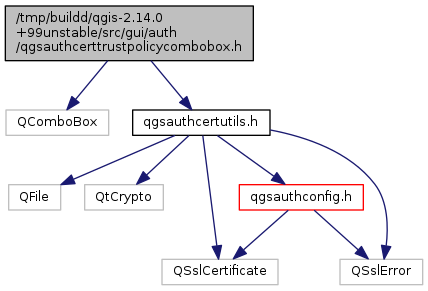 /tmp/buildd/qgis-2.14.0
+99unstable/src/gui/auth
/qgsauthcerttrustpolicycombobox.h
QComboBox
qgsauthcertutils.h
QFile
QtCrypto
qgsauthconfig.h
QSslCertificate
QSslError